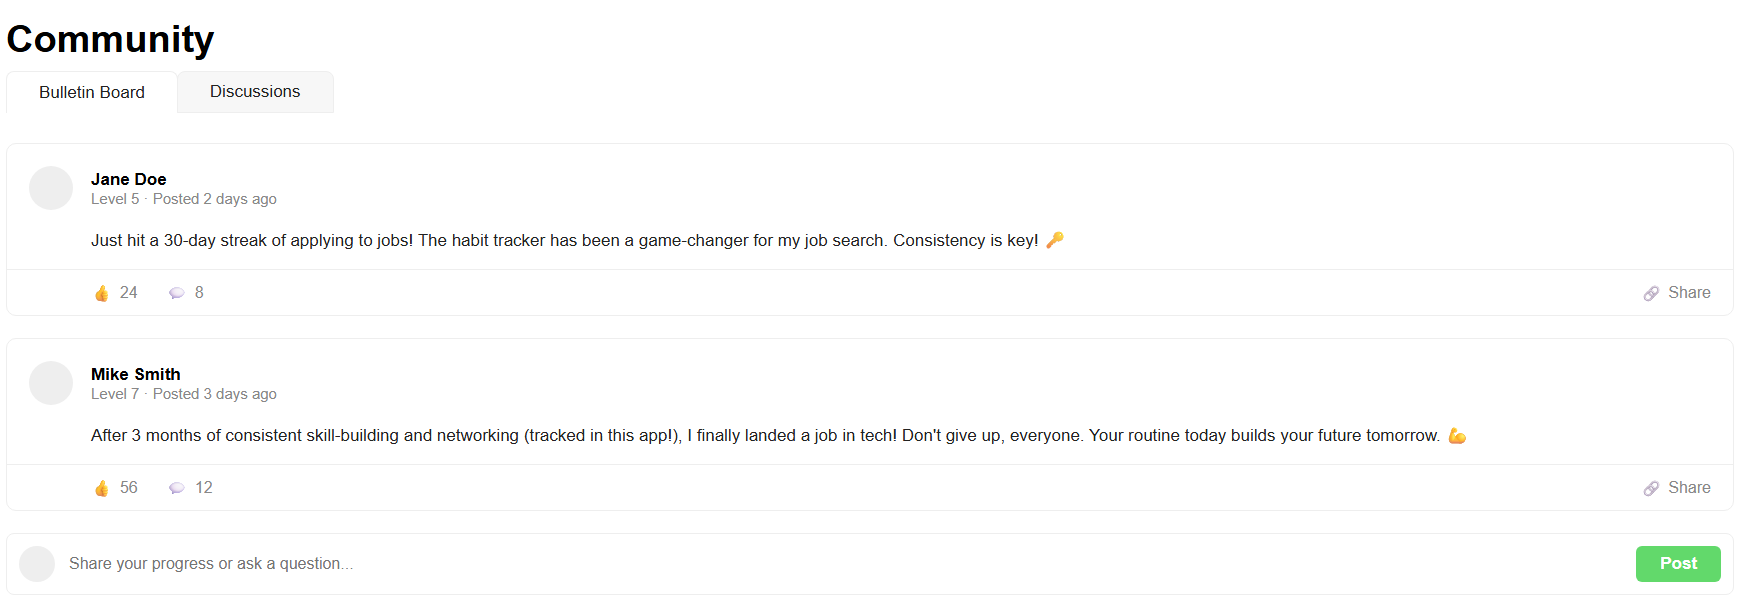 Community
Bulletin Board
Discussions
Jane Doe
Level 5 · Posted 2 days ago
Just hit a 30-day streak of applying to jobs! The habit tracker has been a game-changer for my job search. Consistency is key! 🔑
👍 24 💬 8 🔗 Share
Mike Smith
Level 7 · Posted 3 days ago
After 3 months of consistent skill-building and networking (tracked in this app!), I finally landed a job in tech! Don't give up, everyone. Your routine today builds your future tomorrow. 💪
👍 56 💬 12 🔗 Share
Share your progress or ask a question...
Post